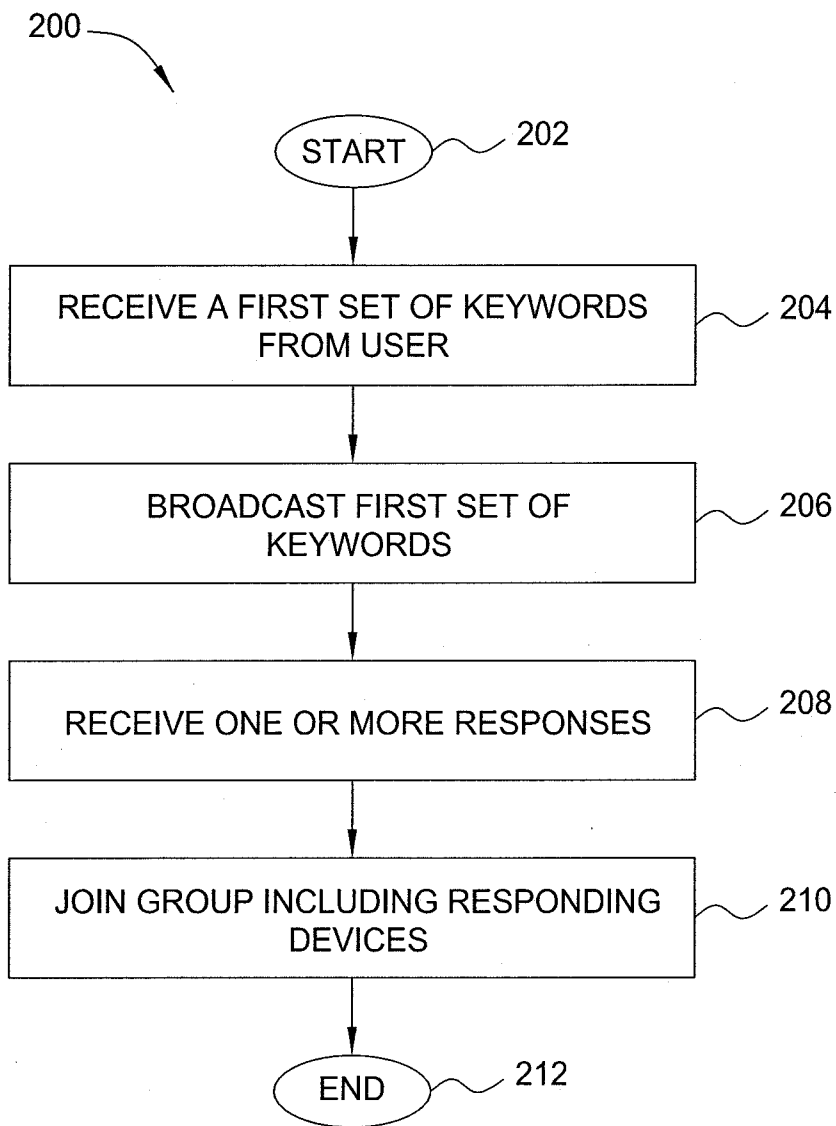 200
START
202
RECEIVE A FIRST SET OF KEYWORDS
FROM USER
204
BROADCAST FIRST SET OF
KEYWORDS
206
RECEIVE ONE OR MORE RESPONSES
208
JOIN GROUP INCLUDING RESPONDING
DEVICES
210
END
212